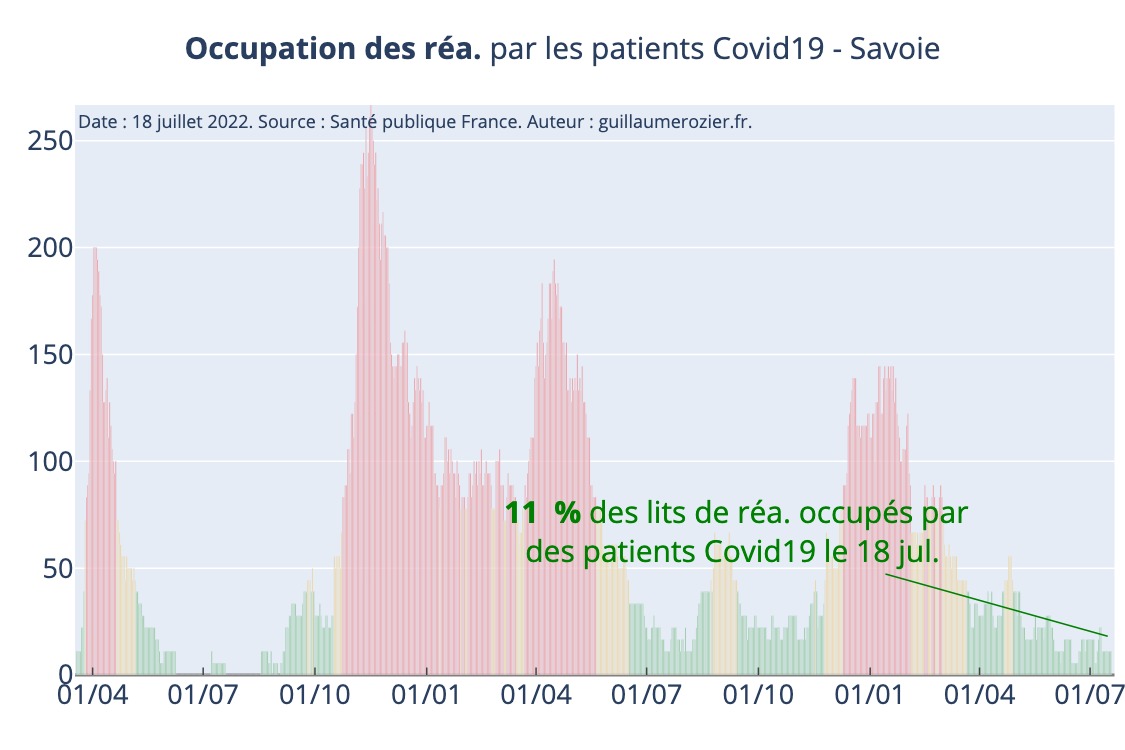 Occupation des réa. par les patients Covid19 - Savoie
Date : 18 juillet 2022. Source : Santé publique France. Auteur : guillaumerozier.fr.
250
200
150
100
50
0
11 % des lits de réa. occupés par
des patients Covid19 le 18 jul.
01/04 01/07 01/10 01/01 01/04 01/07 01/10 01/01 01/04 01/07